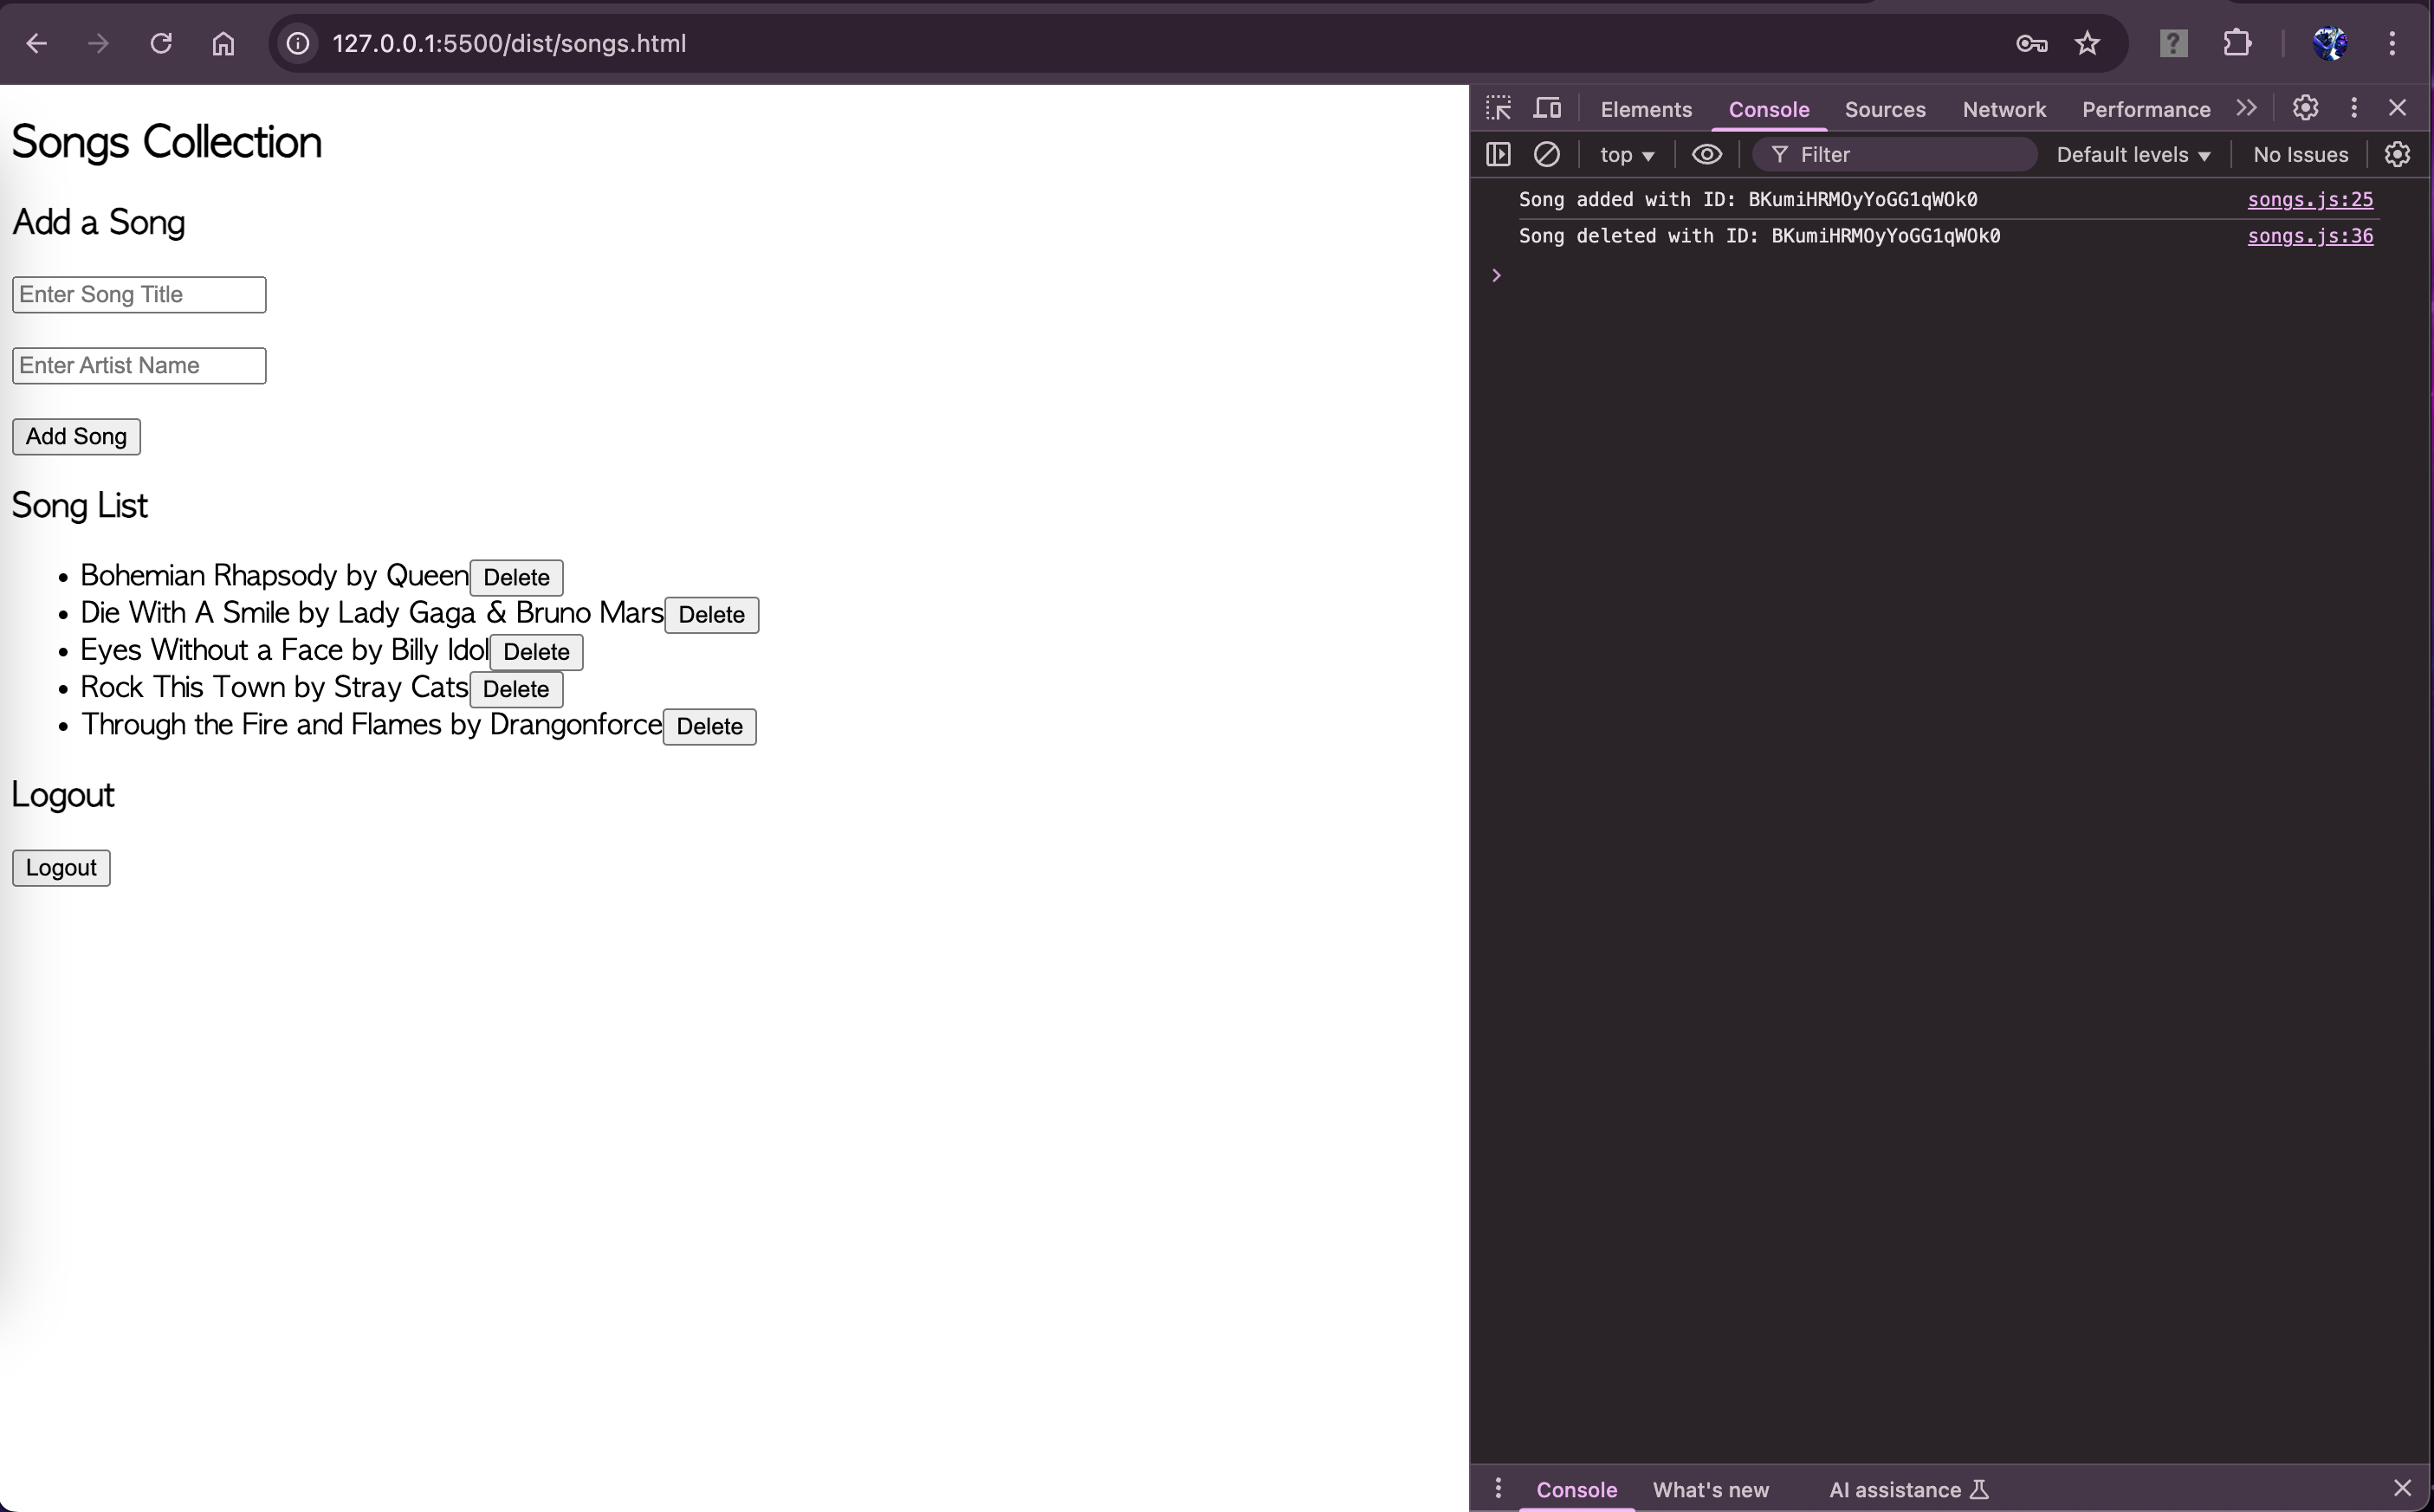 127.0.0.1:5500/dist/songs.html
Songs Collection
Add a Song
Enter Song Title
Enter Artist Name
Add Song
Song List
Bohemian Rhapsody by Queen Delete
Die With A Smile by Lady Gaga & Bruno Mars Delete
Eyes Without a Face by Billy Idol Delete
Rock This Town by Stray Cats Delete
Through the Fire and Flames by Drangonforce Delete
Logout
Logout
Elements Console Sources Network Performance
top Filter Default levels No Issues
Song added with ID: BKumiHRMOyYoGG1qWOk0 songs.js:25
Song deleted with ID: BKumiHRMOyYoGG1qWOk0 songs.js:36
Console What's new AI assistance